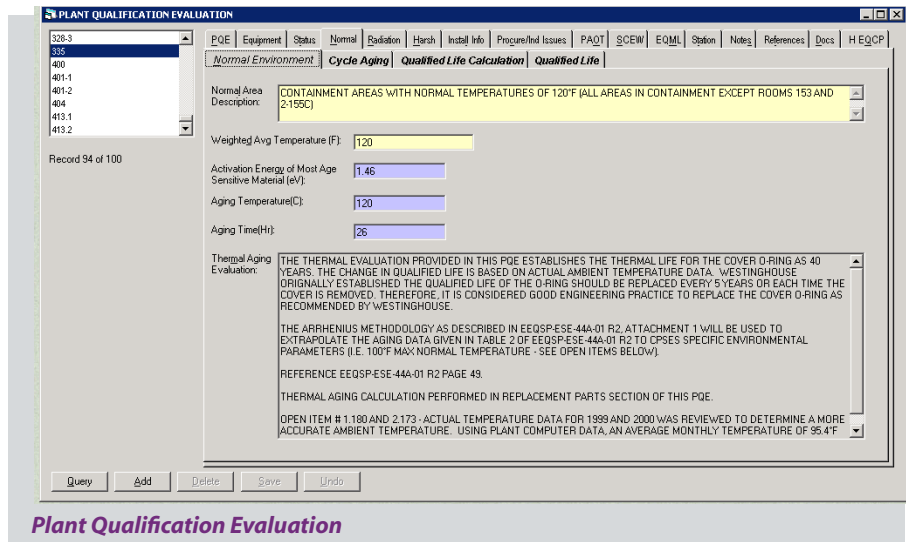 PLANT QUALIFICATION EVALUATION
328-3
335
400
401-1
401-2
404
413.1
413.2
Record 94 of 100
PQE Equipment Status Normal Radiation Harsh Install Info Procure/Ind Issues PAOT SCEW EQML Station Notes References Docs H EQCP
Normal Environment Cycle Aging Qualified Life Calculation Qualified Life
Normal Area Description:
CONTAINMENT AREAS WITH NORMAL TEMPERATURES OF 120°F (ALL AREAS IN CONTAINMENT EXCEPT ROOMS 153 AND
2-155C)
Weighted Avg Temperature (F): 120
Activation Energy of Most Age
Sensitive Material (eV): 1.46
Aging Temperature(C): 120
Aging Time(Hr): 26
Thermal Aging
Evaluation:
THE THERMAL EVALUATION PROVIDED IN THIS PQE ESTABLISHES THE THERMAL LIFE FOR THE COVER O-RING AS 40
YEARS. THE CHANGE IN QUALIFIED LIFE IS BASED ON ACTUAL AMBIENT TEMPERATURE DATA. WESTINGHOUSE
ORIGNALLY ESTABLISHED THE QUALIFIED LIFE OF THE O-RING SHOULD BE REPLACED EVERY 5 YEARS OR EACH TIME THE
COVER IS REMOVED. THEREFORE, IT IS CONSIDERED GOOD ENGINEERING PRACTICE TO REPLACE THE COVER O-RING AS
RECOMMENDED BY WESTINGHOUSE.
THE ARRHENIUS METHODOLOGY AS DESCRIBED IN EEQSP-ESE-44A-01 R2, ATTACHMENT 1 WILL BE USED TO
EXTRAPOLATE THE AGING DATA GIVEN IN TABLE 2 OF EEQSP-ESE-44A-01 R2 TO CPSES SPECIFIC ENVIRONMENTAL
PARAMETERS (I.E. 100°F MAX NORMAL TEMPERATURE - SEE OPEN ITEMS BELOW).
REFERENCE EEQSP-ESE-44A-01 R2 PAGE 49.
THERMAL AGING CALCULATION PERFORMED IN REPLACEMENT PARTS SECTION OF THIS PQE.
OPEN ITEM # 1.180 AND 2.173 - ACTUAL TEMPERATURE DATA FOR 1999 AND 2000 WAS REVIEWED TO DETERMINE A MORE
ACCURATE AMBIENT TEMPERATURE. USING PLANT COMPUTER DATA, AN AVERAGE MONTHLY TEMPERATURE OF 95.4°F
Query Add Delete Save Undo
Plant Qualification Evaluation